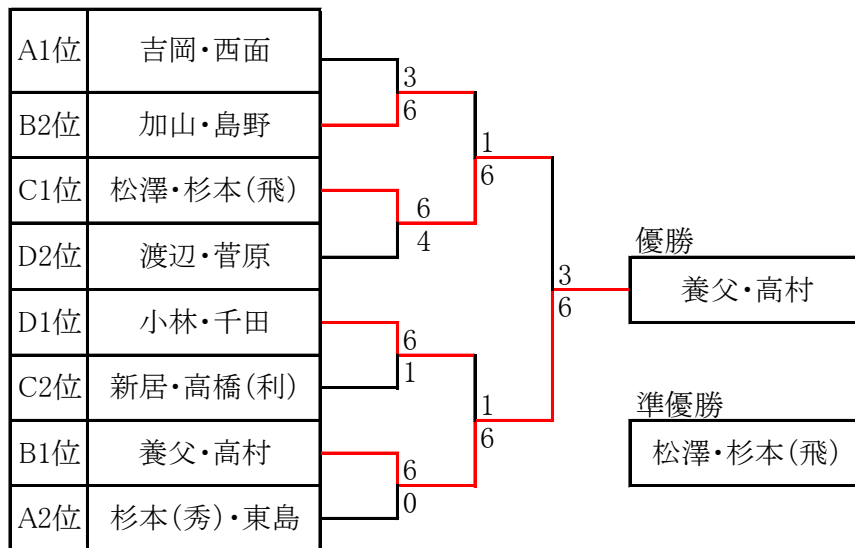 A1位 吉岡・西面
3
6
B2位 加山・島野
1
6
C1位 松澤・杉本(飛)
6
4
D2位 渡辺・菅原
優勝
3
6
養父・高村
D1位 小林・千田
6
1
C2位 新居・高橋(利)
1
6
準優勝
松澤・杉本(飛)
B1位 養父・高村
6
0
A2位 杉本(秀)・東島